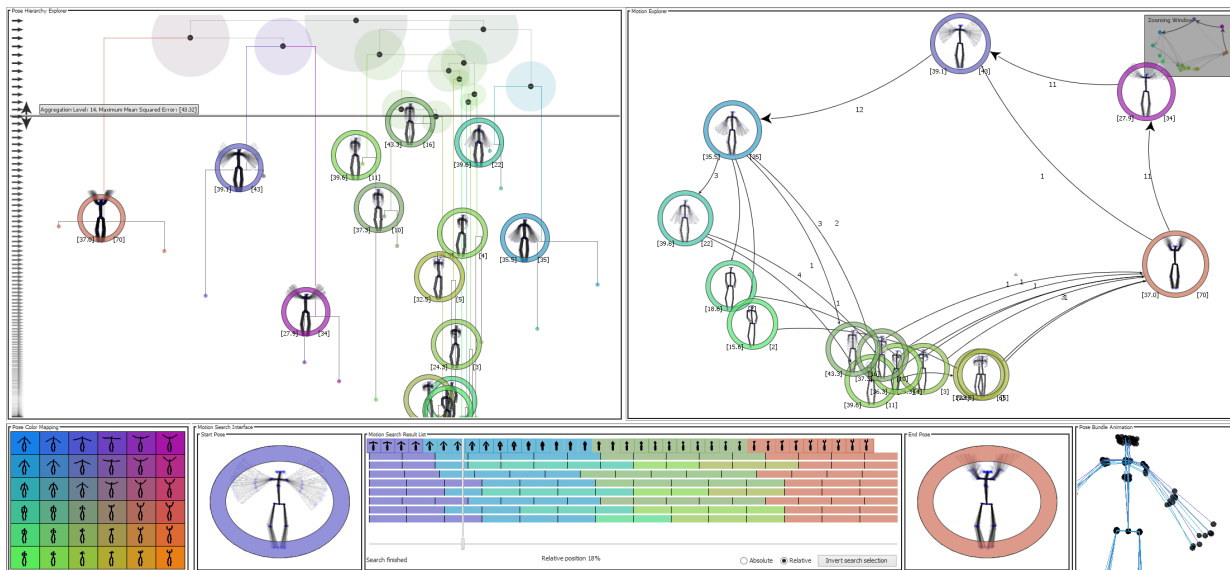 Pose Hierarchy Explorer
Aggregation Level: 14. Maximum Mean Squared Error: [43.32]
[43.3] [16]
[39.6] [11]
[39.6] [22]
[39.1] [43]
[37.3] [10]
[37.0] [70]
[4]
[35.5] [35]
[32.5] [5]
[27.9] [34]
[24.3] [3]
Motion Explorer
Zooming Window
[39.1] [43]
11
[27.9] [34]
12
[35.5] [35]
3
1
11
[39.6] [22]
3
2
1
4
[37.0] [70]
[18.6]
1
1
[15.6] [2]
[43.3]
[3]
[39.6] [11]
Pose Color Mapping
Motion Search Interface
Start Pose
Motion Search Result List
Search finished
Relative position 18%
Absolute
Relative
Invert search selection
End Pose
Pose Bundle Animation